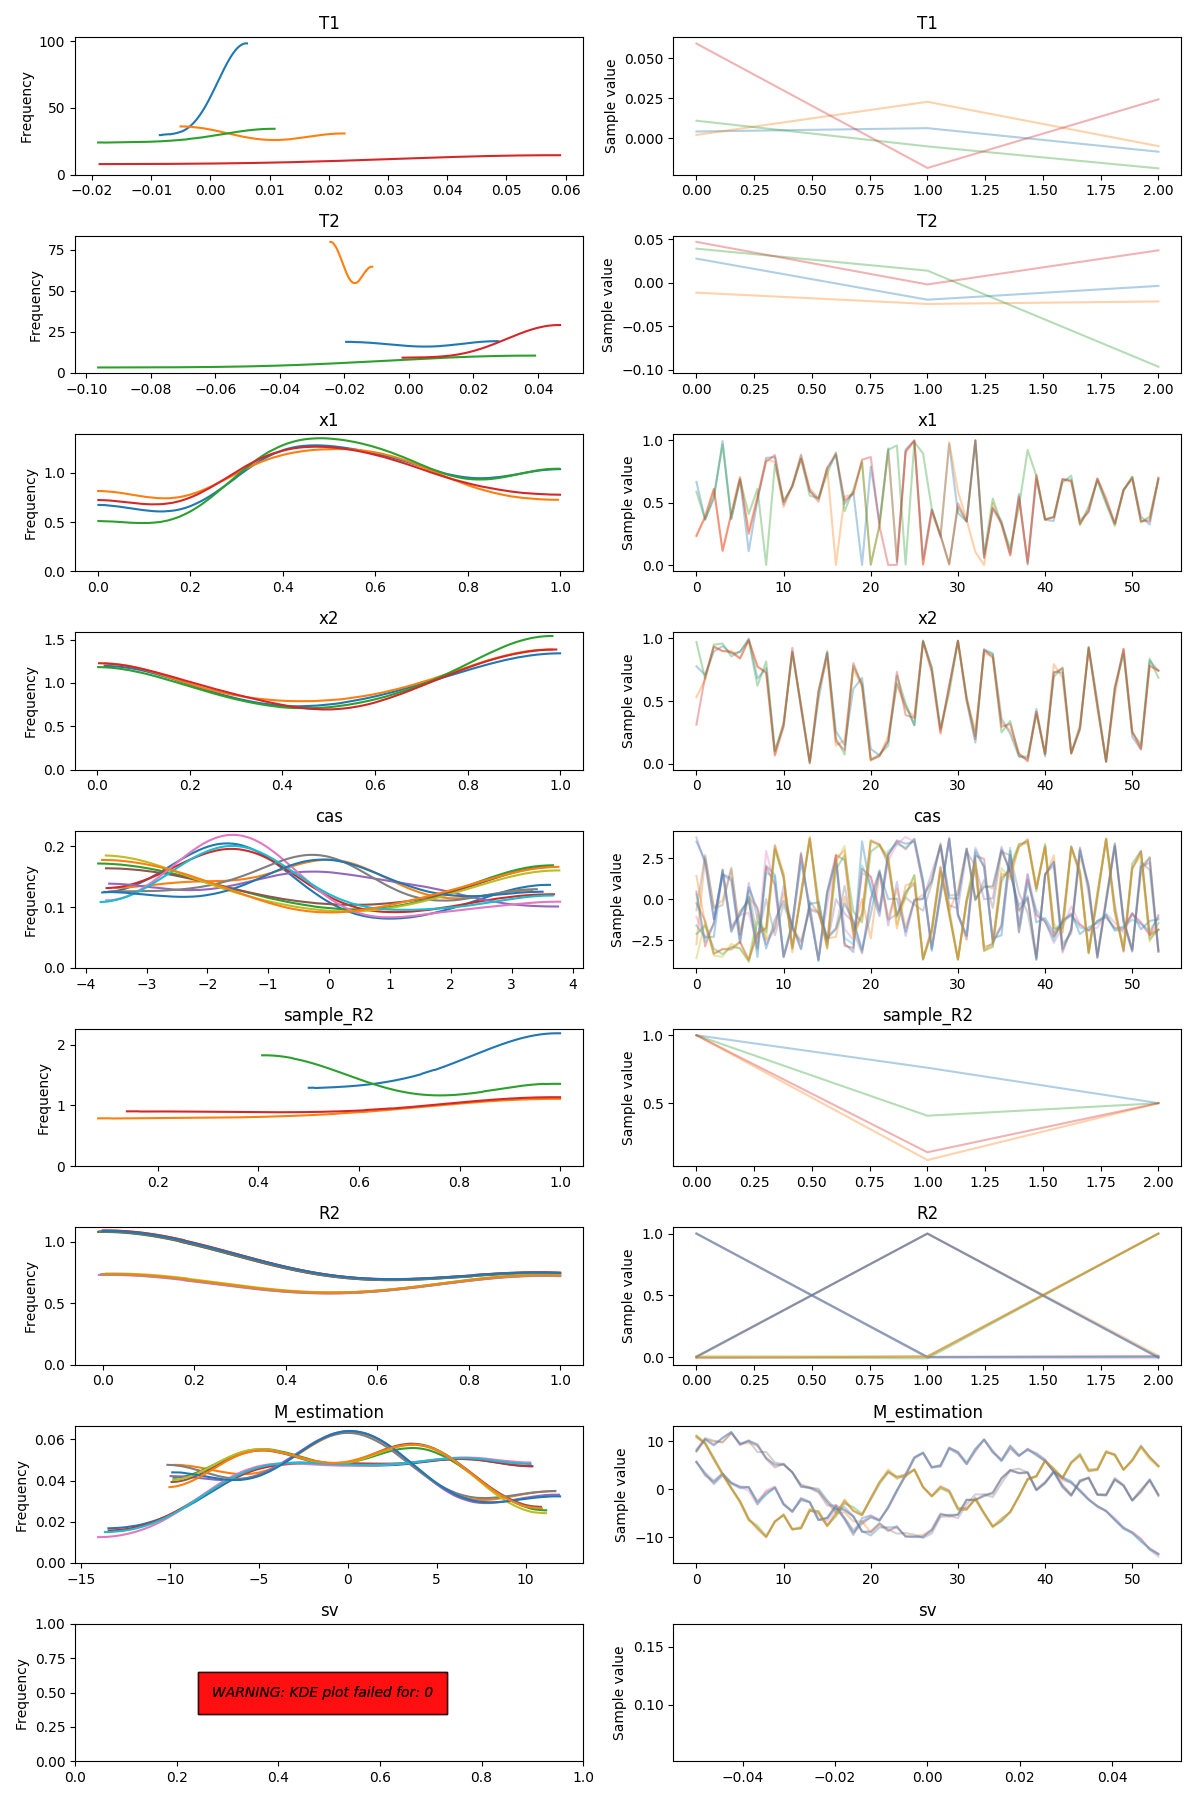 T1
T1
Frequency
100
50
0
−0.02 −0.01 0.00 0.01 0.02 0.03 0.04 0.05 0.06
Sample value
0.050
0.025
0.000
0.00 0.25 0.50 0.75 1.00 1.25 1.50 1.75 2.00
T2
T2
Frequency
75
50
25
0
−0.10 −0.08 −0.06 −0.04 −0.02 0.00 0.02 0.04
Sample value
0.05
0.00
−0.05
−0.10
0.00 0.25 0.50 0.75 1.00 1.25 1.50 1.75 2.00
x1
x1
Frequency
1.0
0.5
0.0
0.0 0.2 0.4 0.6 0.8 1.0
Sample value
1.0
0.5
0.0
0 10 20 30 40 50
x2
x2
Frequency
1.5
1.0
0.5
0.0
0.0 0.2 0.4 0.6 0.8 1.0
Sample value
1.0
0.5
0.0
0 10 20 30 40 50
cas
cas
Frequency
0.2
0.1
0.0
−4 −3 −2 −1 0 1 2 3 4
Sample value
2.5
0.0
−2.5
0 10 20 30 40 50
sample_R2
sample_R2
Frequency
2
1
0
0.2 0.4 0.6 0.8 1.0
Sample value
1.0
0.5
0.00 0.25 0.50 0.75 1.00 1.25 1.50 1.75 2.00
R2
R2
Frequency
1.0
0.5
0.0
0.0 0.2 0.4 0.6 0.8 1.0
Sample value
1.0
0.5
0.0
0.00 0.25 0.50 0.75 1.00 1.25 1.50 1.75 2.00
M_estimation
M_estimation
Frequency
0.06
0.04
0.02
0.00
−15 −10 −5 0 5 10
Sample value
10
0
−10
0 10 20 30 40 50
sv
sv
Frequency
1.00
0.75
0.50
0.25
0.00
WARNING: KDE plot failed for: 0
0.0 0.2 0.4 0.6 0.8 1.0
Sample value
0.15
0.10
−0.04 −0.02 0.00 0.02 0.04